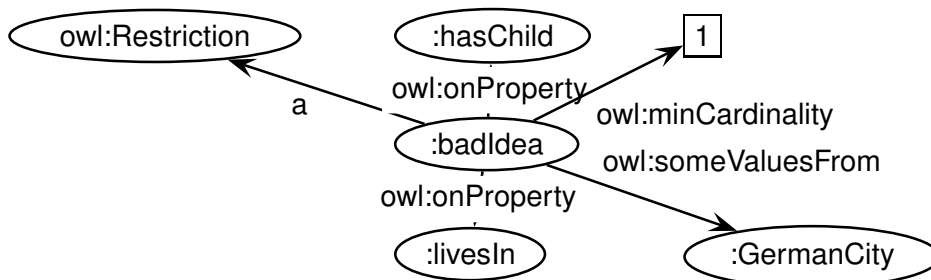 owl:Restriction
:hasChild
1
owl:onProperty
a
owl:minCardinality
:badIdea
owl:someValuesFrom
owl:onProperty
:livesIn
:GermanCity